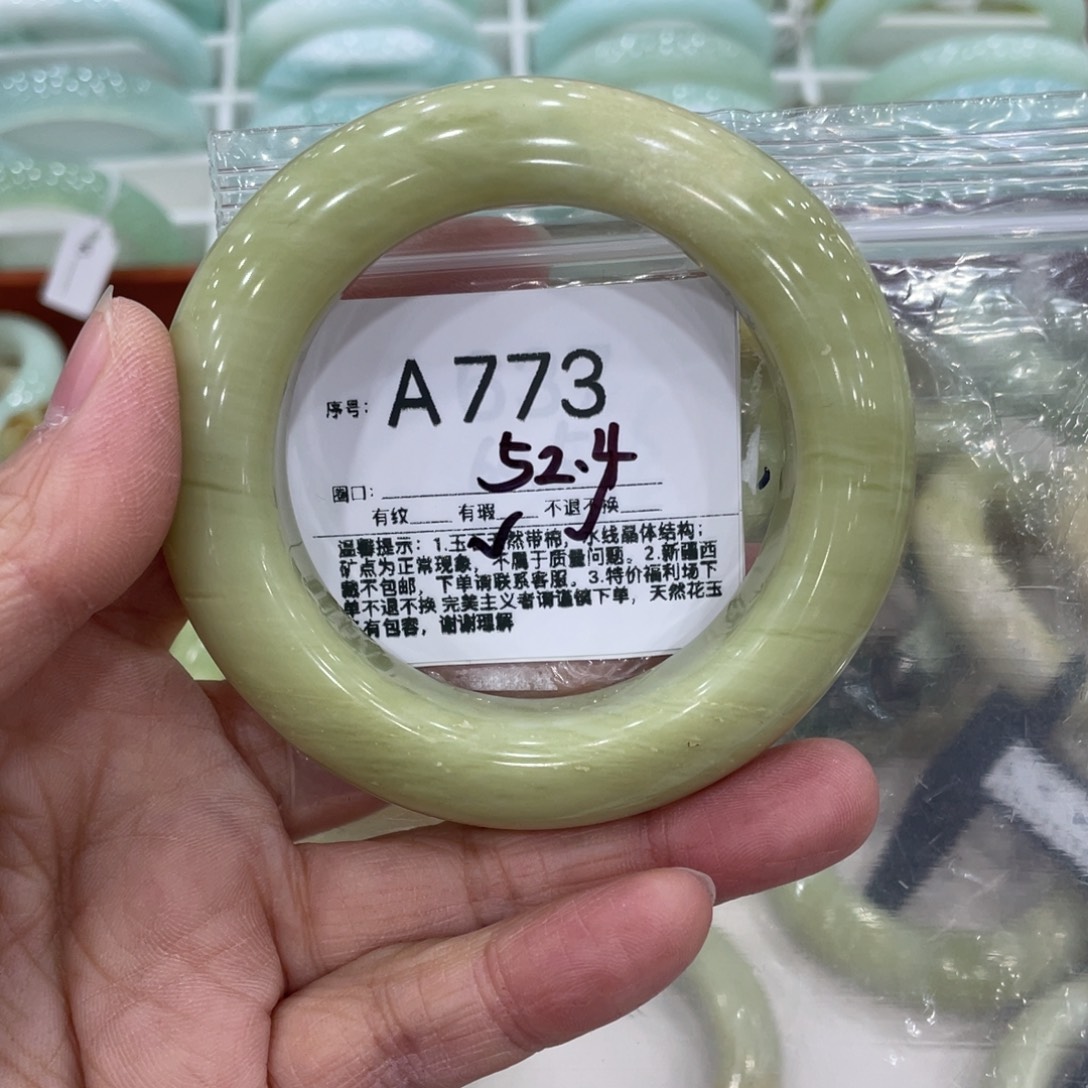 序号: A773
52.4
圈口:
有纹 有瑕 ✓ 不退不换 ✓
温馨提示: 1.玉 天然带棉, 水线晶体结构;
矿点为正常现象, 不属于质量问题。2.新疆西
藏不包邮, 下单请联系客服。3.特价福利场下
单不退不换 完美主义者请谨慎下单, 天然花玉
有包容, 谢谢理解